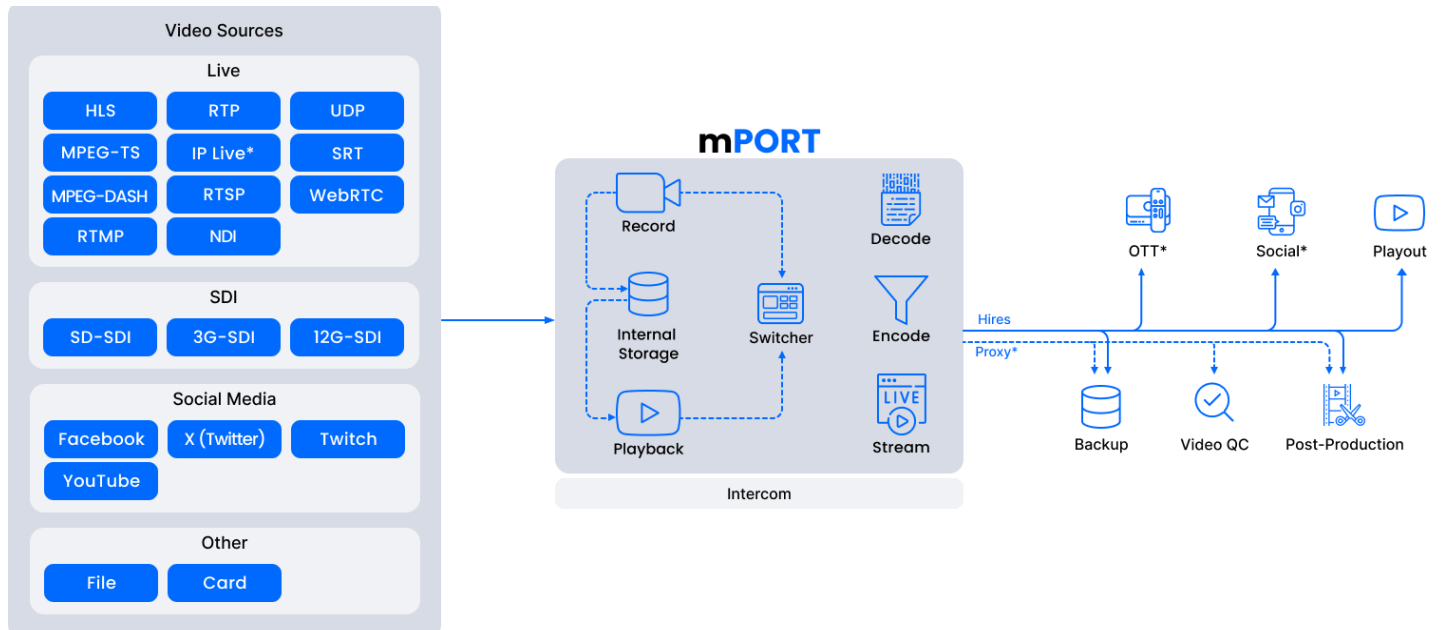 Video Sources
Live
HLS
RTP
UDP
MPEG-TS
IP Live*
SRT
MPEG-DASH
RTSP
WebRTC
RTMP
NDI
SDI
SD-SDI
3G-SDI
12G-SDI
Social Media
Facebook
X (Twitter)
Twitch
YouTube
Other
File
Card
mPORT
Record
Internal
Storage
Playback
Switcher
Decode
Encode
LIVE
Stream
Intercom
Hires
Proxy*
OTT*
Social*
Playout
Backup
Video QC
Post-Production